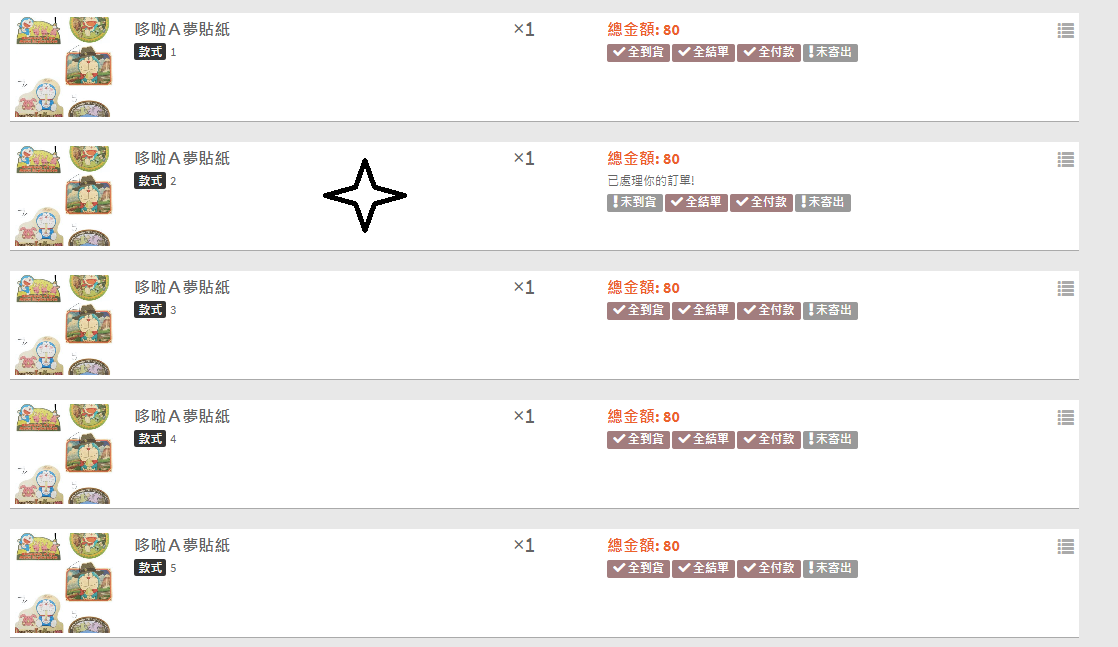 哆啦Ａ夢貼紙 ×1 總金額: 80
款式 1 全到貨 全結單 全付款 未寄出
哆啦Ａ夢貼紙 ×1 總金額: 80
款式 2 已處理你的訂單!
未到貨 全結單 全付款 未寄出
哆啦Ａ夢貼紙 ×1 總金額: 80
款式 3 全到貨 全結單 全付款 未寄出
哆啦Ａ夢貼紙 ×1 總金額: 80
款式 4 全到貨 全結單 全付款 未寄出
哆啦Ａ夢貼紙 ×1 總金額: 80
款式 5 全到貨 全結單 全付款 未寄出